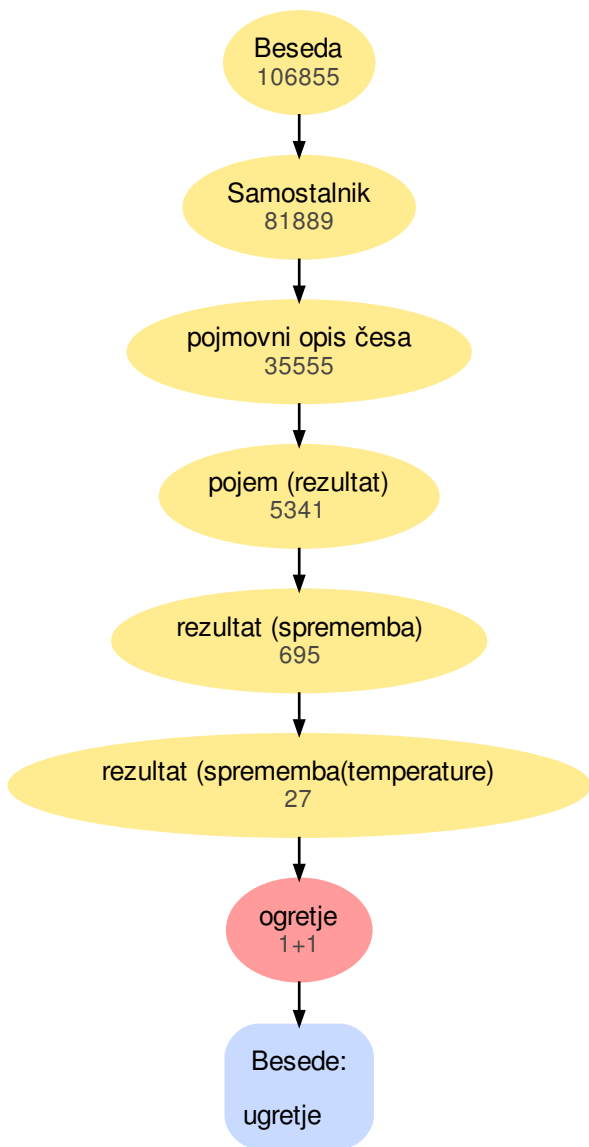 Beseda
106855
Samostalnik
81889
pojmovni opis česa
35555
pojem (rezultat)
5341
rezultat (sprememba)
695
rezultat (sprememba(temperature)
27
ogretje
1+1
Besede:
ugretje